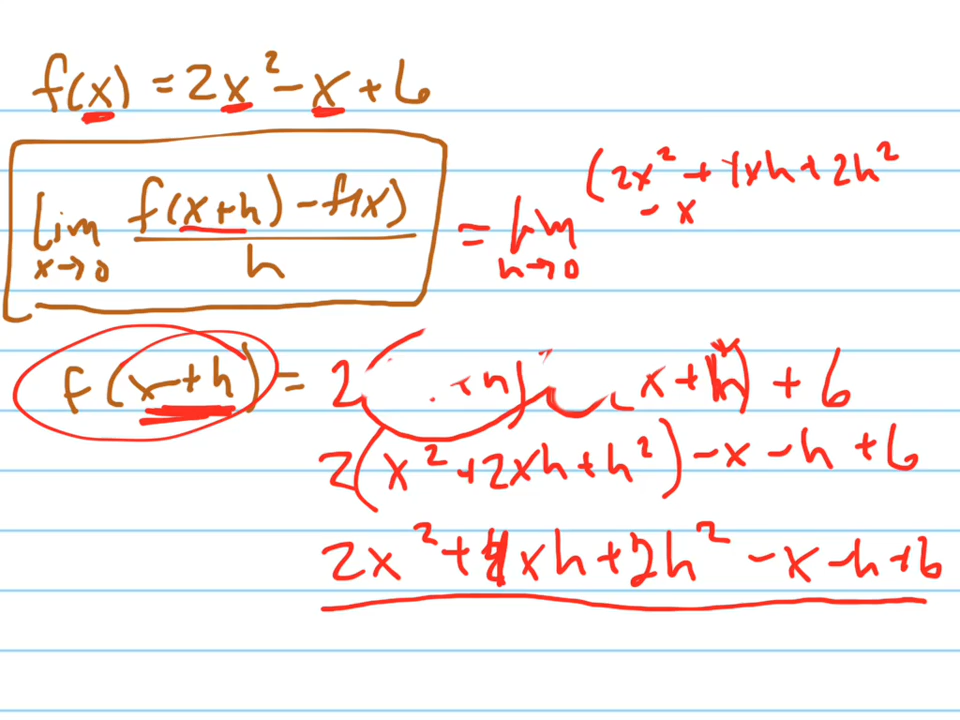 f(x) = 2x² - x + 6
lim x→0 f(x+h) - f(x) / h = lim h→0 (2x² + 4xh + 2h² - x
f(x+h) = 2 x+h) + 6
2(x² + 2xh + h²) - x - h + 6
2x² + 4xh + 2h² - x - h + 6